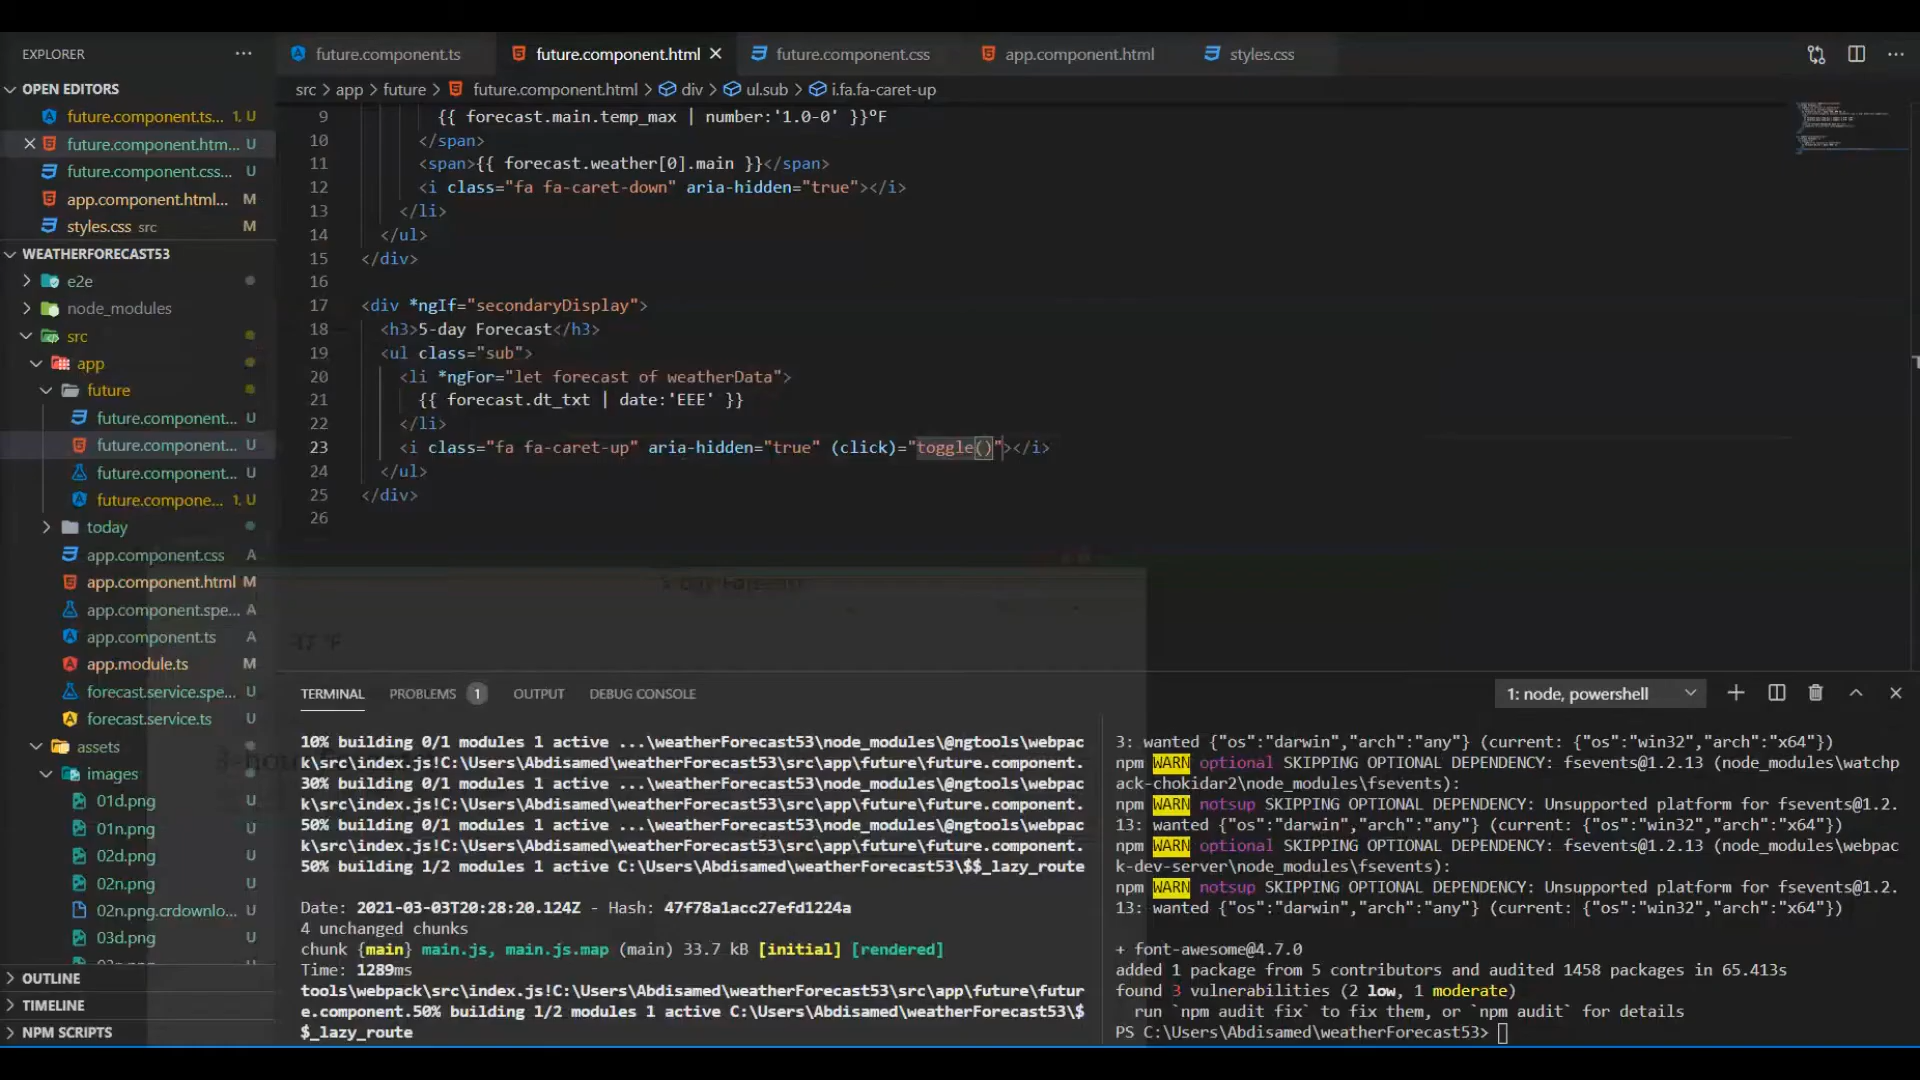 EXPLORER
OPEN EDITORS
future.component.ts... 1, U
future.component.htm... U
future.component.css... U
app.component.html... M
styles.css src M
WEATHERFORECAST53
e2e
node_modules
src
app
future
future.component... U
future.component... U
future.component... U
future.compone... 1, U
today
app.component.css A
app.component.html M
app.component.spe... A
app.component.ts A
app.module.ts M
forecast.service.spe... U
forecast.service.ts U
assets
images
01d.png U
01n.png U
02d.png U
02n.png U
02n.png.crdownlo... U
03d.png U
OUTLINE
TIMELINE
NPM SCRIPTS
future.component.ts future.component.html future.component.css app.component.html styles.css
src > app > future > future.component.html > div > ul.sub > i.fa.fa-caret-up
9 {{ forecast.main.temp_max | number:'1.0-0' }}°F
10 </span>
11 <span>{{ forecast.weather[0].main }}</span>
12 <i class="fa fa-caret-down" aria-hidden="true"></i>
13 </li>
14 </ul>
15 </div>
16
17 <div *ngIf="secondaryDisplay">
18 <h3>5-day Forecast</h3>
19 <ul class="sub">
20 <li *ngFor="let forecast of weatherData">
21 {{ forecast.dt_txt | date:'EEE' }}
22 </li>
23 <i class="fa fa-caret-up" aria-hidden="true" (click)="toggle()"></i>
24 </ul>
25 </div>
26
TERMINAL PROBLEMS 1 OUTPUT DEBUG CONSOLE
1: node, powershell
10% building 0/1 modules 1 active ...\weatherForecast53\node_modules\@ngtools\webpac
k\src\index.js!C:\Users\Abdisamed\weatherForecast53\src\app\future\future.component.
30% building 0/1 modules 1 active ...\weatherForecast53\node_modules\@ngtools\webpac
k\src\index.js!C:\Users\Abdisamed\weatherForecast53\src\app\future\future.component.
50% building 0/1 modules 1 active ...\weatherForecast53\node_modules\@ngtools\webpac
k\src\index.js!C:\Users\Abdisamed\weatherForecast53\src\app\future\future.component.
50% building 1/2 modules 1 active C:\Users\Abdisamed\weatherForecast53\$$_lazy_route
Date: 2021-03-03T20:28:20.124Z - Hash: 47f78a1acc27efd1224a
4 unchanged chunks
chunk {main} main.js, main.js.map (main) 33.7 kB [initial] [rendered]
Time: 1289ms
tools\webpack\src\index.js!C:\Users\Abdisamed\weatherForecast53\src\app\future\futur
e.component.50% building 1/2 modules 1 active C:\Users\Abdisamed\weatherForecast53\$
$_lazy_route
3: wanted {"os":"darwin","arch":"any"} (current: {"os":"win32","arch":"x64"})
npm WARN optional SKIPPING OPTIONAL DEPENDENCY: fsevents@1.2.13 (node_modules\watchp
ack-chokidar2\node_modules\fsevents):
npm WARN notsup SKIPPING OPTIONAL DEPENDENCY: Unsupported platform for fsevents@1.2.
13: wanted {"os":"darwin","arch":"any"} (current: {"os":"win32","arch":"x64"})
npm WARN optional SKIPPING OPTIONAL DEPENDENCY: fsevents@1.2.13 (node_modules\webpac
k-dev-server\node_modules\fsevents):
npm WARN notsup SKIPPING OPTIONAL DEPENDENCY: Unsupported platform for fsevents@1.2.
13: wanted {"os":"darwin","arch":"any"} (current: {"os":"win32","arch":"x64"})
+ font-awesome@4.7.0
added 1 package from 5 contributors and audited 1458 packages in 65.413s
found 3 vulnerabilities (2 low, 1 moderate)
run `npm audit fix` to fix them, or `npm audit` for details
PS C:\Users\Abdisamed\weatherForecast53>